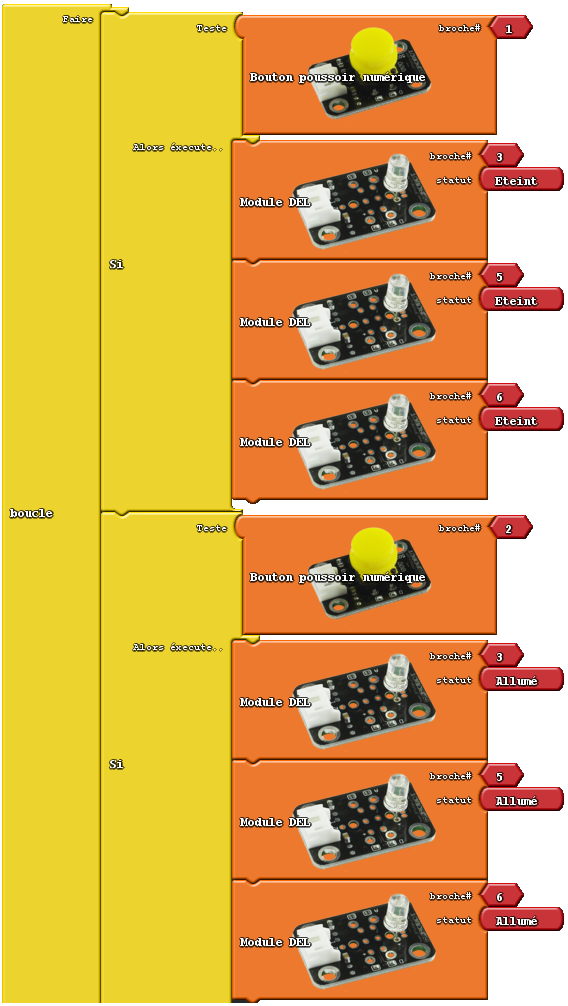 Faire
Teste
broche# 1
Bouton poussoir numérique
Alors éxecute..
broche# 3
statut Eteint
Module DEL
Si
broche# 5
statut Eteint
Module DEL
broche# 6
statut Eteint
Module DEL
boucle
Teste
broche# 2
Bouton poussoir numérique
Alors éxecute..
broche# 3
statut Allumé
Module DEL
Si
broche# 5
statut Allumé
Module DEL
broche# 6
statut Allumé
Module DEL